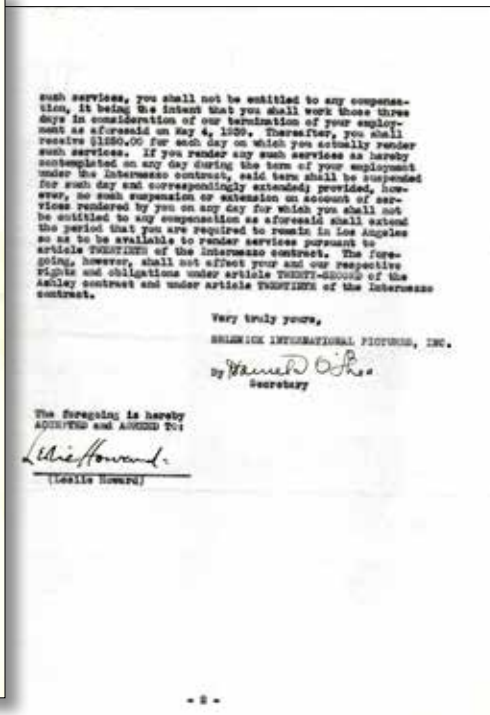 such services, you shall not be entitled to any compensa-
tion, it being the intent that you shall work those three
days in consideration of our termination of your employ-
ment as aforesaid on May 4, 1939. Thereafter, you shall
receive $1250.00 for each day on which you actually render
such services. If you render any such services as hereby
contemplated on any day during the term of your employment
under the Intermezzo contract, said term shall be suspended
for such day and correspondingly extended; provided, how-
ever, no such suspension or extension on account of ser-
vices rendered by you on any day for which you shall not
be entitled to any compensation as aforesaid shall extend
the period that you are required to remain in Los Angeles
so as to be available to render services pursuant to
article TWENTIETH of the Intermezzo contract. The fore-
going, however, shall not affect your and our respective
rights and obligations under article TWENTY-SECOND of the
Ashley contract and under article TWENTIETH of the Intermezzo
contract.
Very truly yours,
SELZNICK INTERNATIONAL PICTURES, INC.
By Daniel O'Shea
Secretary
The foregoing is hereby
ACCEPTED and AGREED TO:
Leslie Howard
(Leslie Howard)
- 2 -